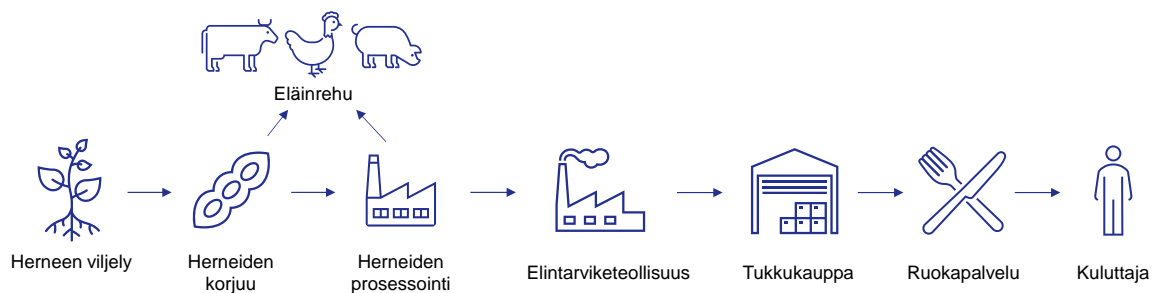 Eläinrehu
Herneen viljely
Herneiden
korjuu
Herneiden
prosessointi
Elintarviketeollisuus
Tukkukauppa
Ruokapalvelu
Kuluttaja